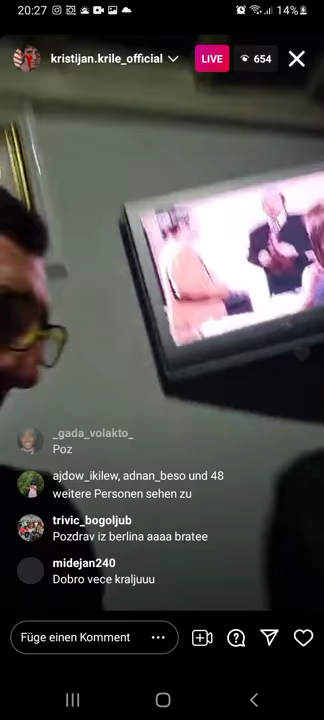 20:27
14%
kristijan.krile_official
LIVE
654
_gada_volakto_
Poz
ajdow_ikilew, adnan_beso und 48
weitere Personen sehen zu
trivic_bogoljub
Pozdrav iz berlina aaaa bratee
midejan240
Dobro vece kraljuuu
Füge einen Komment